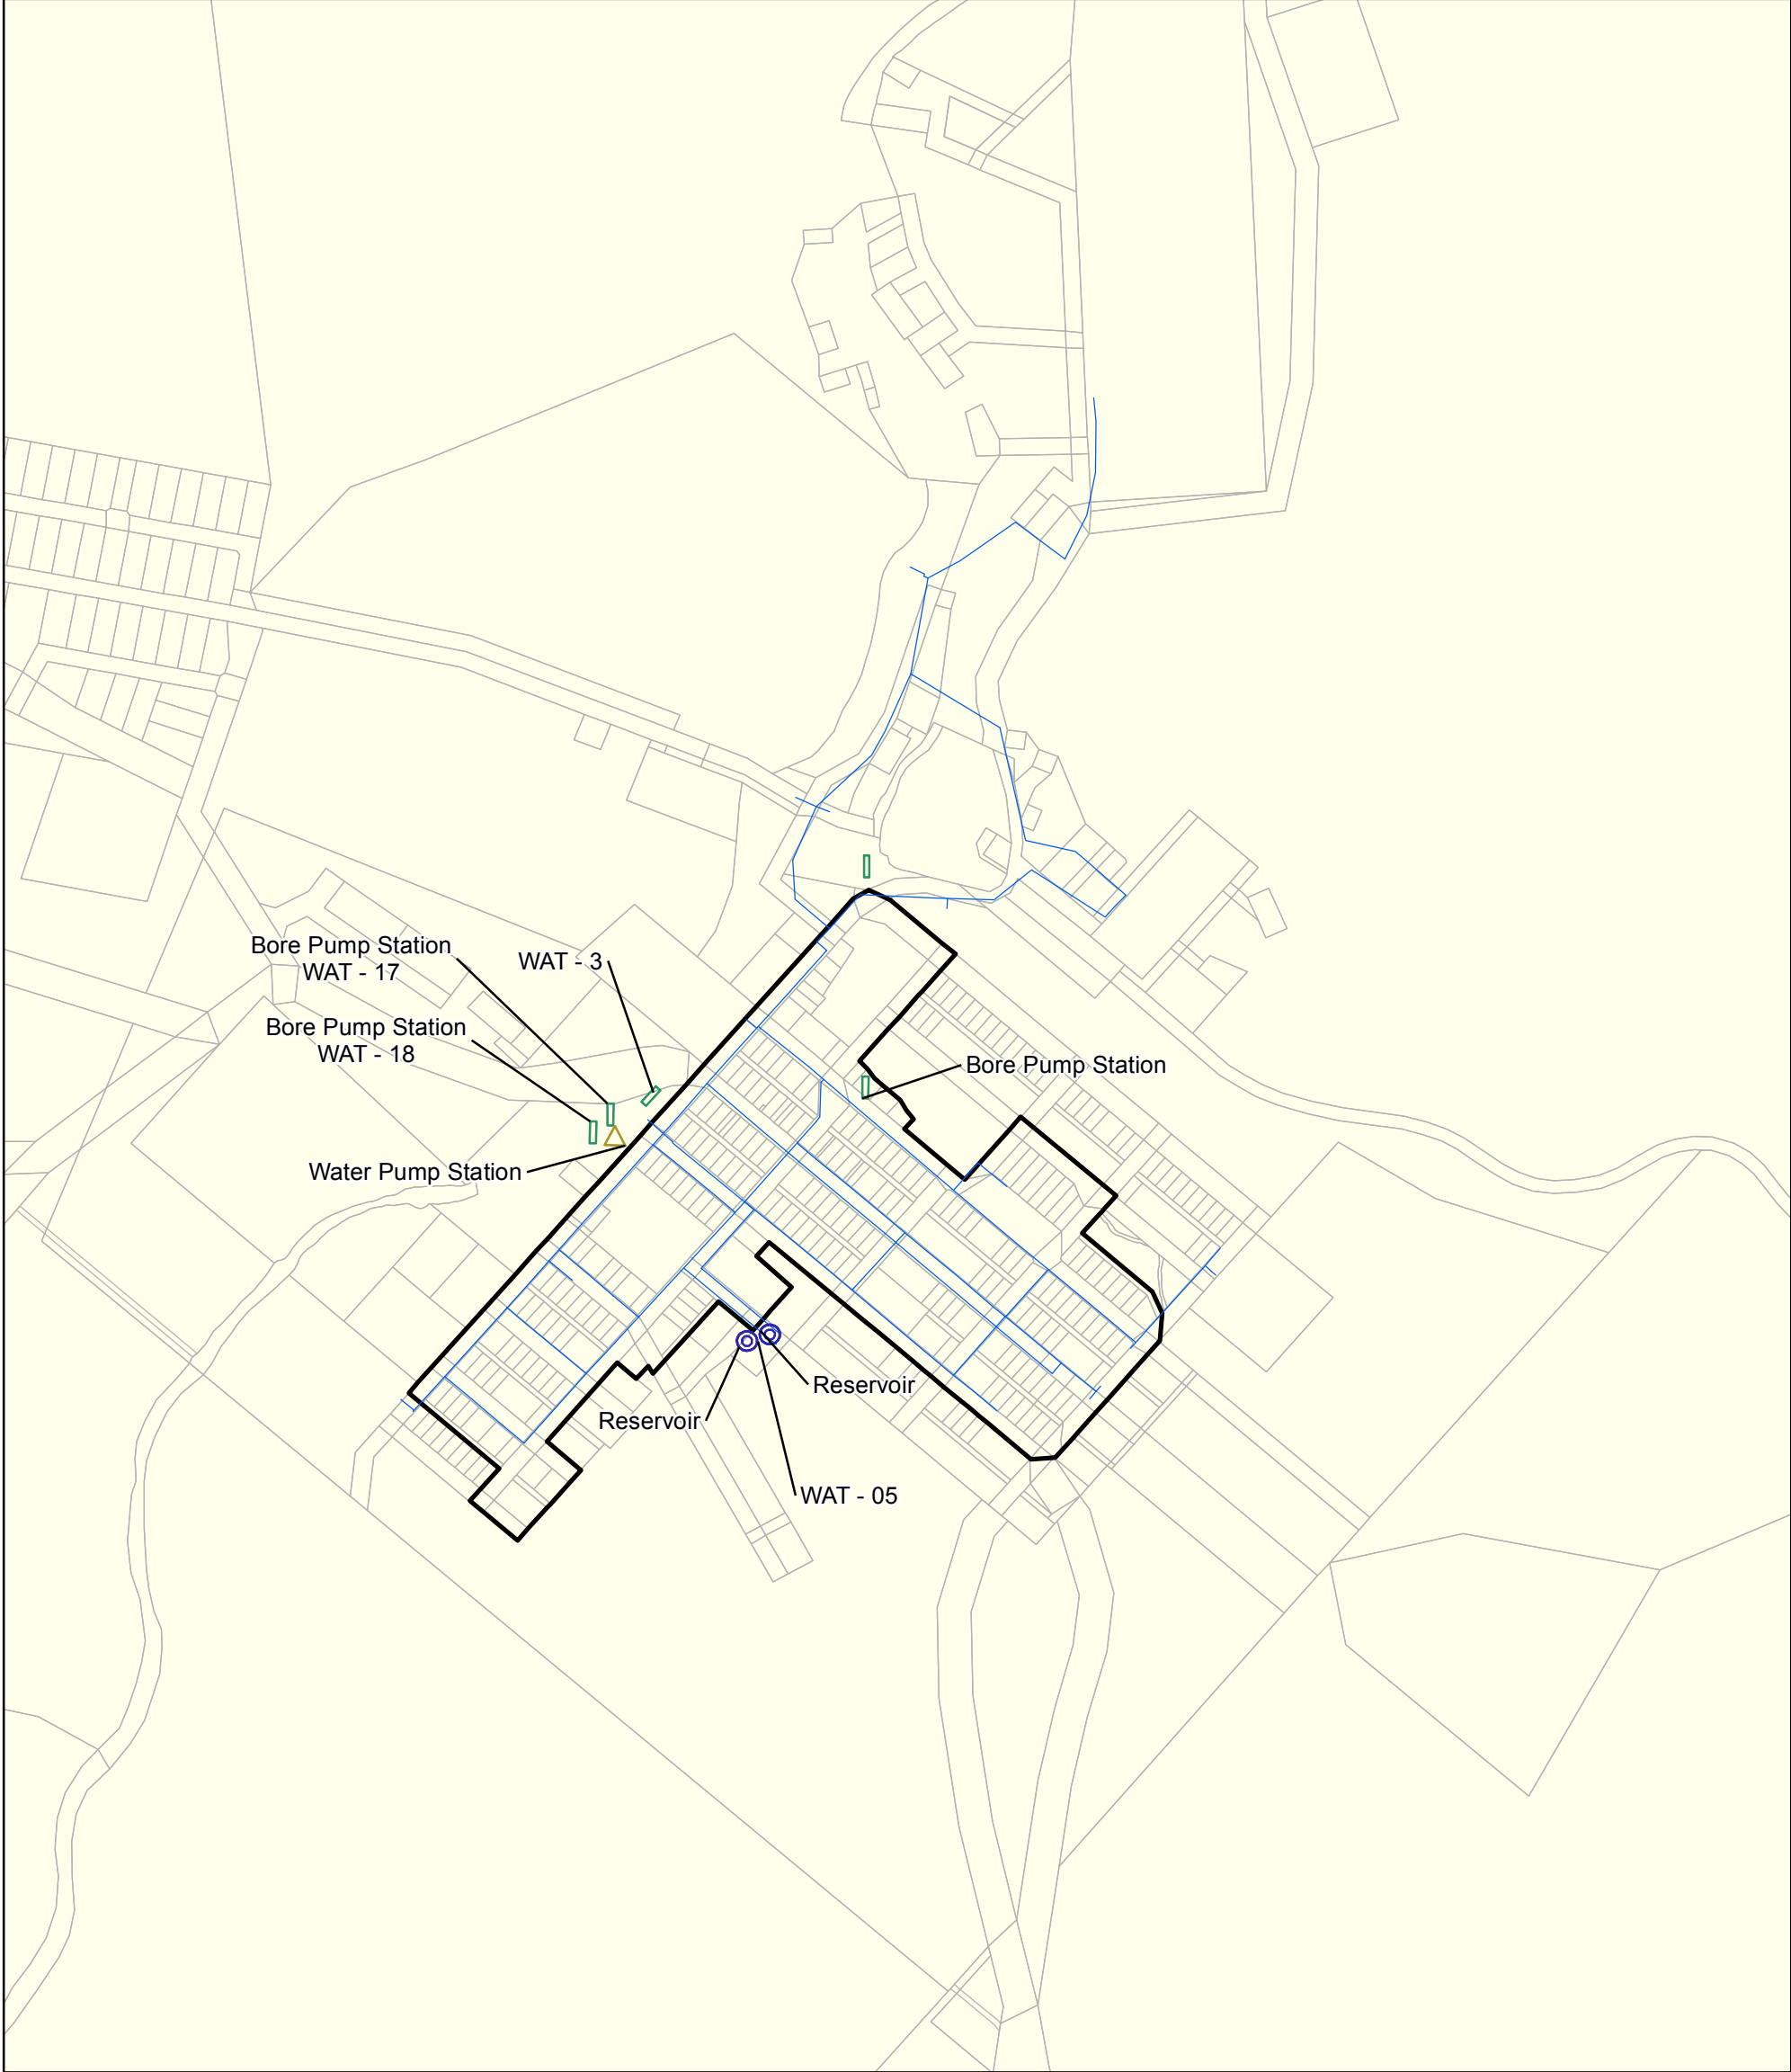 Bore Pump Station
WAT - 17
WAT - 3
Bore Pump Station
WAT - 18
Bore Pump Station
Water Pump Station
Reservoir
Reservoir
WAT - 05